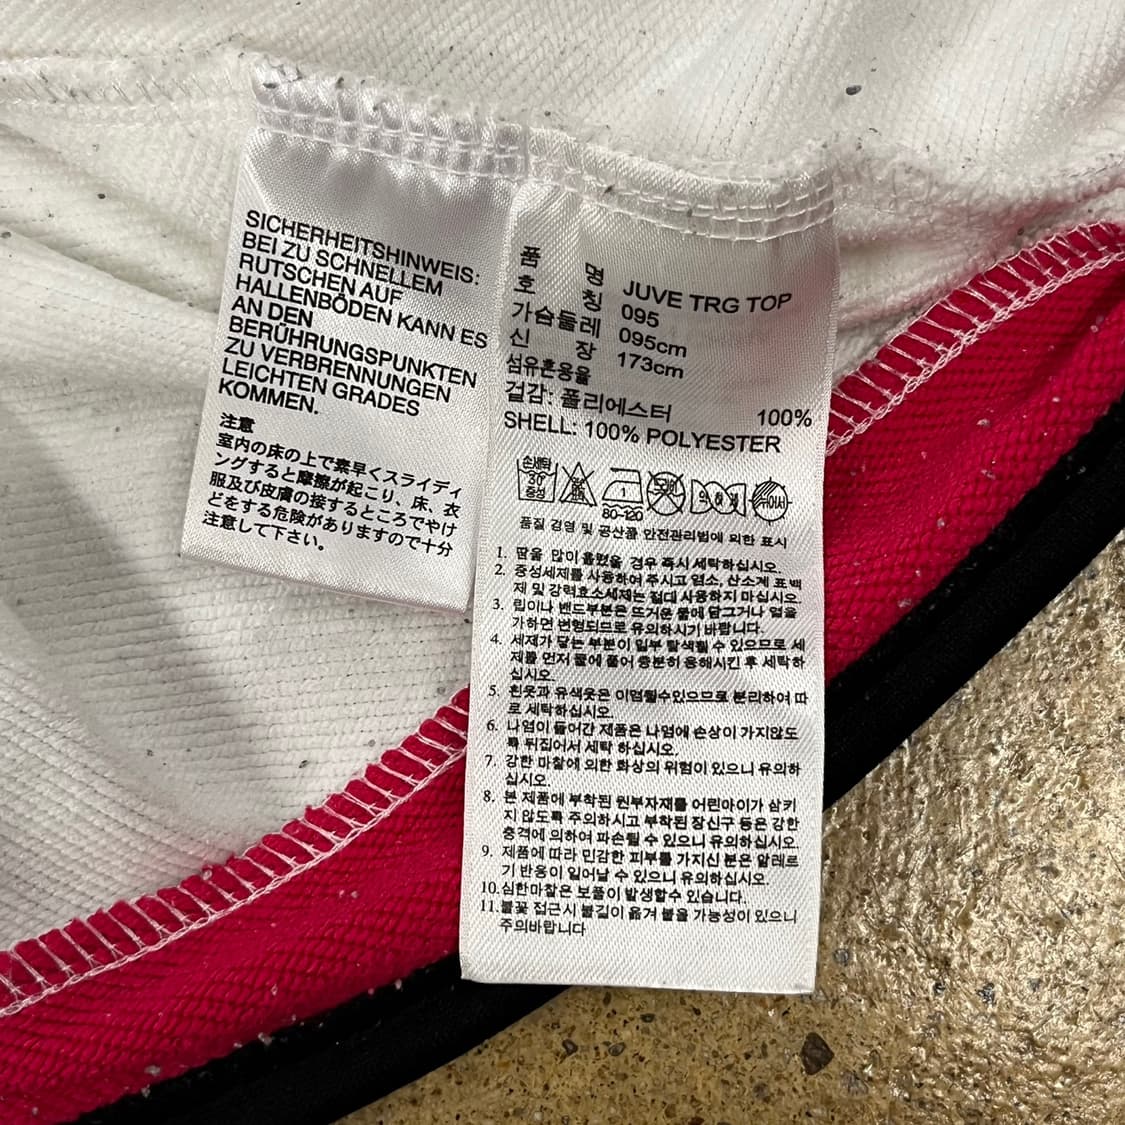 SICHERHEITSHINWEIS:
BEI ZU SCHNELLEM
RUTSCHEN AUF
HALLENBÖDEN KANN ES
AN DEN
BERÜHRUNGSPUNKTEN
ZU VERBRENNUNGEN
LEICHTEN GRADES
KOMMEN.
注意
室内の床の上で素早くスライディ
ングすると摩擦が起こり、床、衣
服及び皮膚の接するところでやけ
どをする危険がありますので十分
注意して下さい。
품 명 JUVE TRG TOP
호 칭 095
가슴둘레 095cm
신 장 173cm
섬유혼용율
겉감: 폴리에스터 100%
SHELL: 100% POLYESTER
손세탁
30
중성
1
80-120
품질 경영 및 공산품 안전관리법에 의한 표시
1. 땀을 많이 흘렸을 경우 즉시 세탁하십시오.
2. 중성세제를 사용하여 주시고 염소, 산소계 표백
제 및 강력효소세제는 절대 사용하지 마십시오.
3. 립이나 밴드부분은 뜨거운 물에 담그거나 열을
가하면 변형되므로 유의하시기 바랍니다.
4. 세제가 닿는 부분이 일부 탈색될 수 있으므로 세
제를 먼저 물에 풀어 충분히 용해시킨 후 세탁하
십시오.
5. 흰옷과 유색옷은 이염될수있으므로 분리하여 따
로 세탁하십시오.
6. 나염이 들어간 제품은 나염에 손상이 가지않도
록 뒤집어서 세탁 하십시오.
7. 강한 마찰에 의한 화상의 위험이 있으니 유의하
십시오.
8. 본 제품에 부착된 원부자재를 어린아이가 삼키
지 않도록 주의하시고 부착된 장신구 등은 강한
충격에 의하여 파손될 수 있으니 유의하십시오.
9. 제품에 따라 민감한 피부를 가지신 분은 알레르
기 반응이 일어날 수 있으니 유의하십시오.
10.심한마찰은 보풀이 발생할수 있습니다.
11.불꽃 접근시 불길이 옮겨 붙을 가능성이 있으니
주의바랍니다